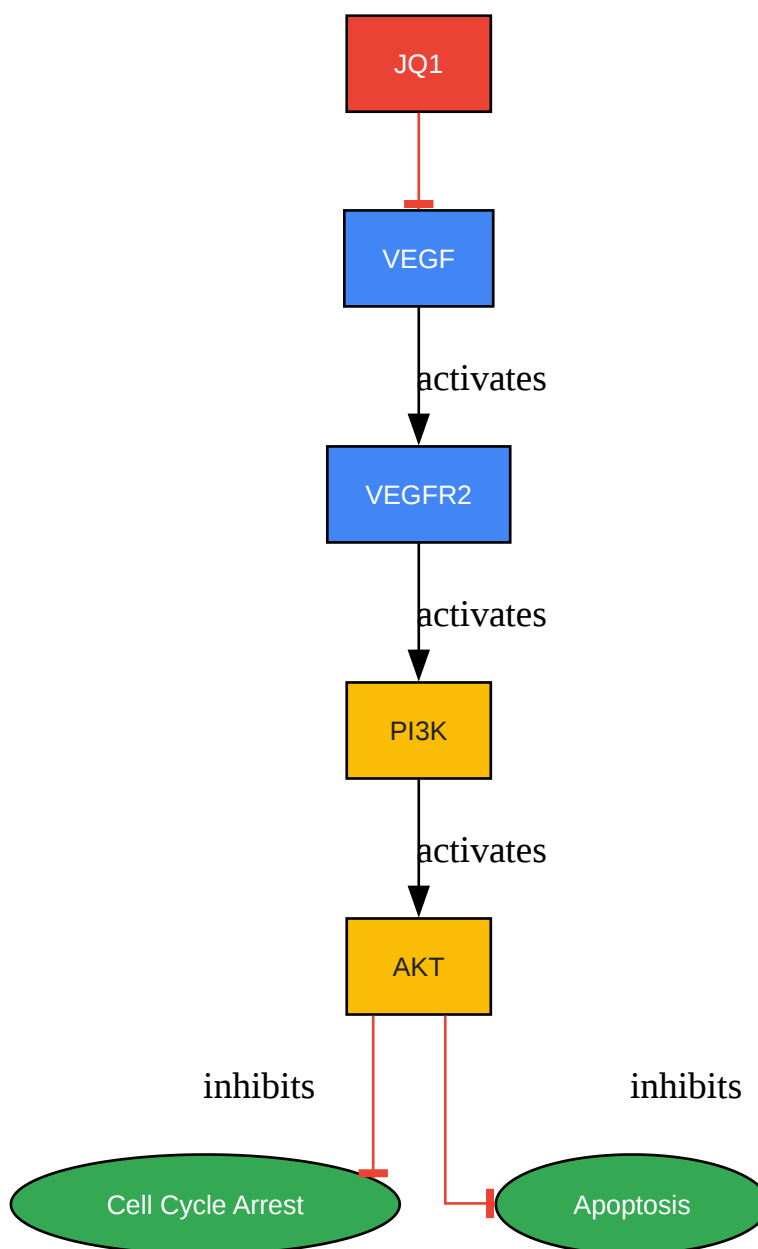 JQ1
VEGF
activates
VEGFR2
activates
PI3K
activates
AKT
inhibits
inhibits
Cell Cycle Arrest
Apoptosis